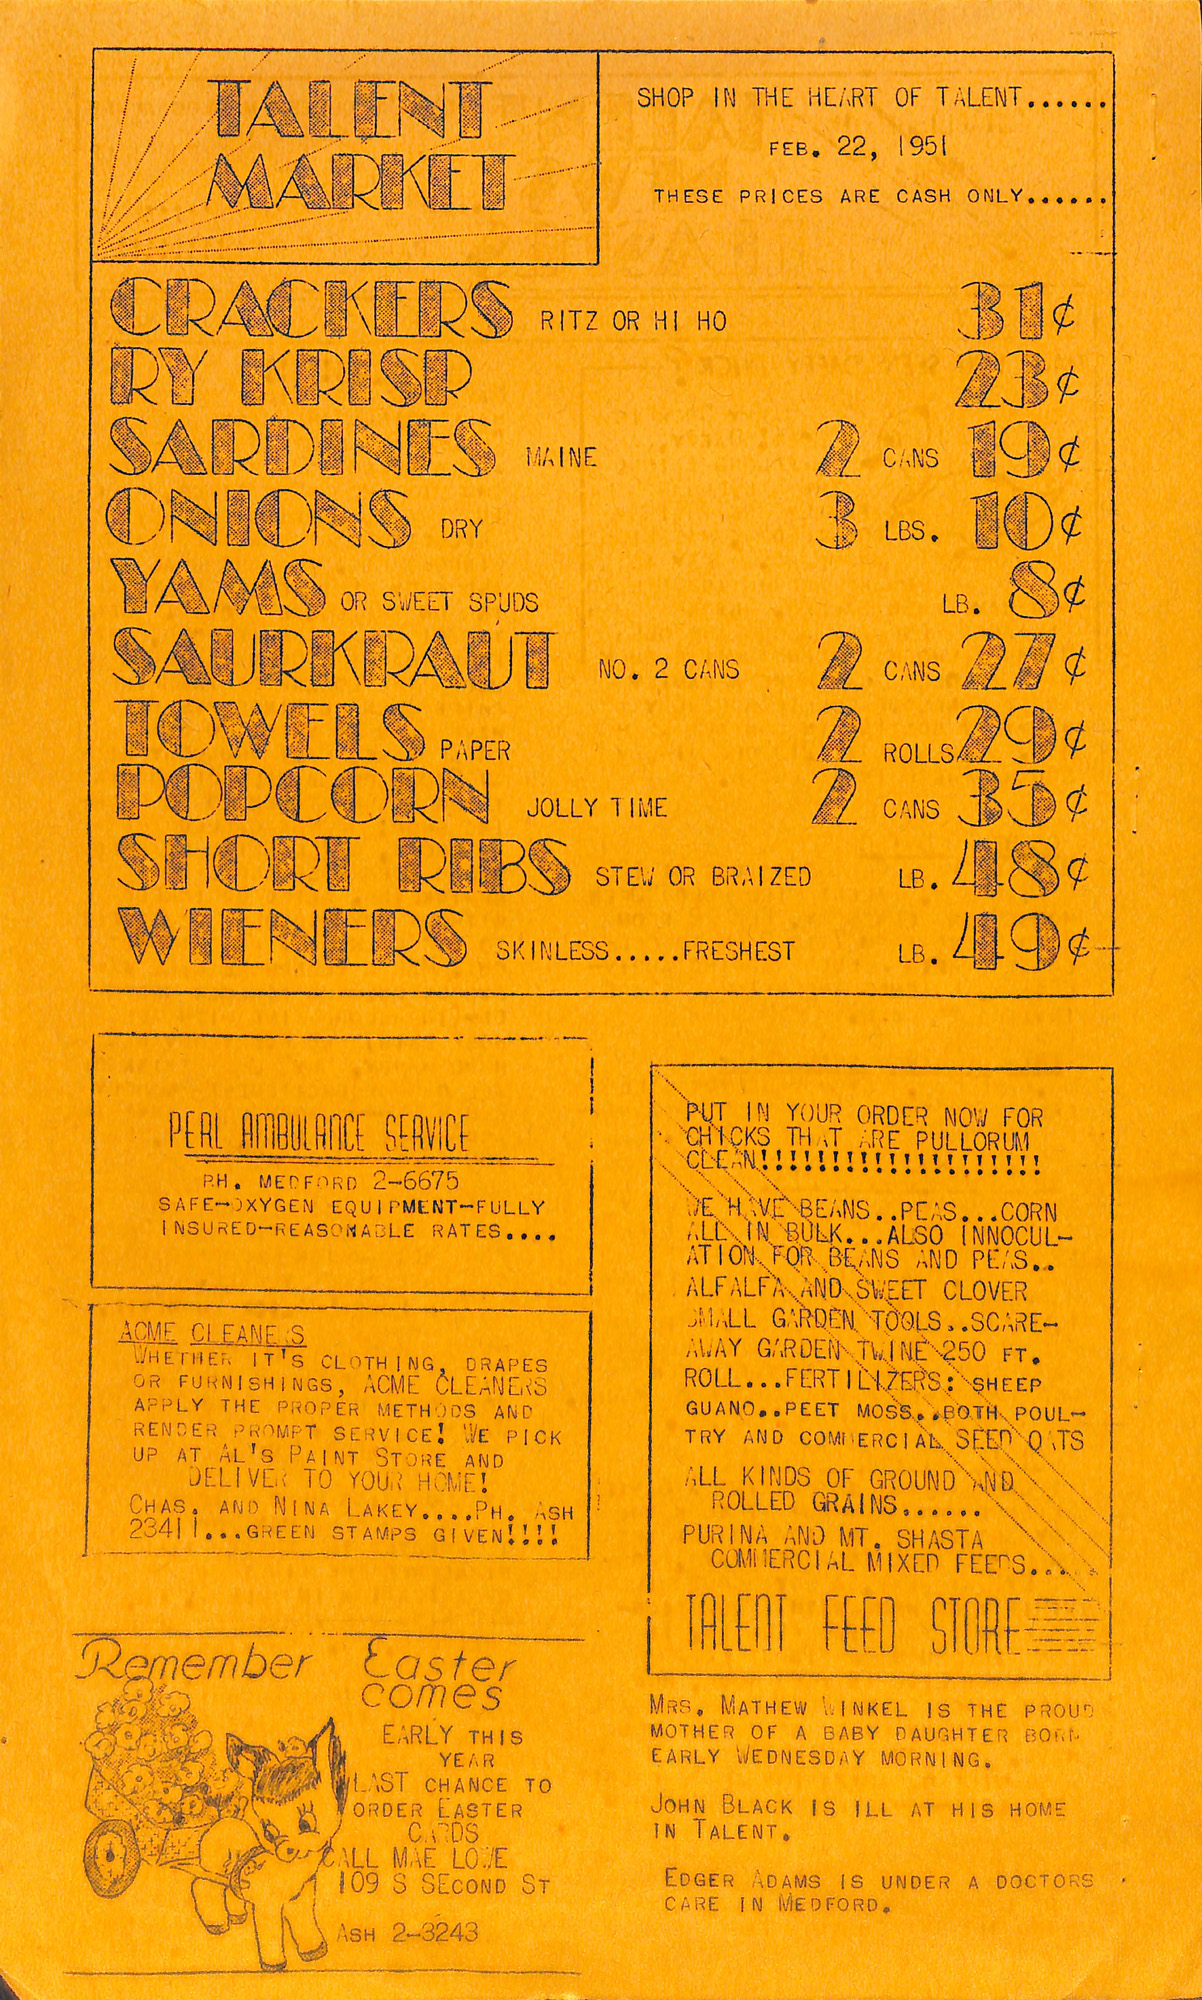 TALENT
MARKET
SHOP IN THE HEART OF TALENT......
FEB. 22, 1951
THESE PRICES ARE CASH ONLY......
CRACKERS RITZ OR HI HO 31¢
RY KRISP 23¢
SARDINES MAINE 2 CANS 19¢
ONIONS DRY 3 LBS. 10¢
YAMS OR SWEET SPUDS LB. 8¢
SAURKRAUT NO. 2 CANS 2 CANS 27¢
TOWELS PAPER 2 ROLLS 29¢
POPCORN JOLLY TIME 2 CANS 35¢
SHORT RIBS STEW OR BRAIZED LB. 48¢
WIENERS SKINLESS.....FRESHEST LB. 49¢
PERL AMBULANCE SERVICE
PH. MEDFORD 2-6675
SAFE-OXYGEN EQUIPMENT-FULLY
INSURED-REASONABLE RATES....
ACME CLEANERS
WHETHER IT'S CLOTHING, DRAPES
OR FURNISHINGS, ACME CLEANERS
APPLY THE PROPER METHODS AND
RENDER PROMPT SERVICE! WE PICK
UP AT AL'S PAINT STORE AND
DELIVER TO YOUR HOME!
CHAS. AND NINA LAKEY....PH. ASH
23411...GREEN STAMPS GIVEN!!!!
Remember Easter
comes
EARLY THIS
YEAR
LAST CHANCE TO
ORDER EASTER
CARDS
CALL MAE LOWE
109 S SECOND ST
ASH 2-3243
PUT IN YOUR ORDER NOW FOR
CHICKS THAT ARE PULLORUM
CLEAN!!!!!!!!!!!!!!!!!!!!
WE HAVE BEANS..PEAS...CORN
ALL IN BULK...ALSO INNOCUL-
ATION FOR BEANS AND PEAS..
ALFALFA AND SWEET CLOVER
SMALL GARDEN TOOLS..SCARE-
AWAY GARDEN TWINE 250 FT.
ROLL...FERTILIZERS: SHEEP
GUANO..PEET MOSS..BOTH POUL-
TRY AND COMMERCIAL SEED OATS
ALL KINDS OF GROUND AND
ROLLED GRAINS......
PURINA AND MT. SHASTA
COMMERCIAL MIXED FEEDS....
TALENT FEED STORE
MRS. MATHEW WINKEL IS THE PROUD
MOTHER OF A BABY DAUGHTER BORN
EARLY WEDNESDAY MORNING.
JOHN BLACK IS ILL AT HIS HOME
IN TALENT.
EDGER ADAMS IS UNDER A DOCTORS
CARE IN MEDFORD.